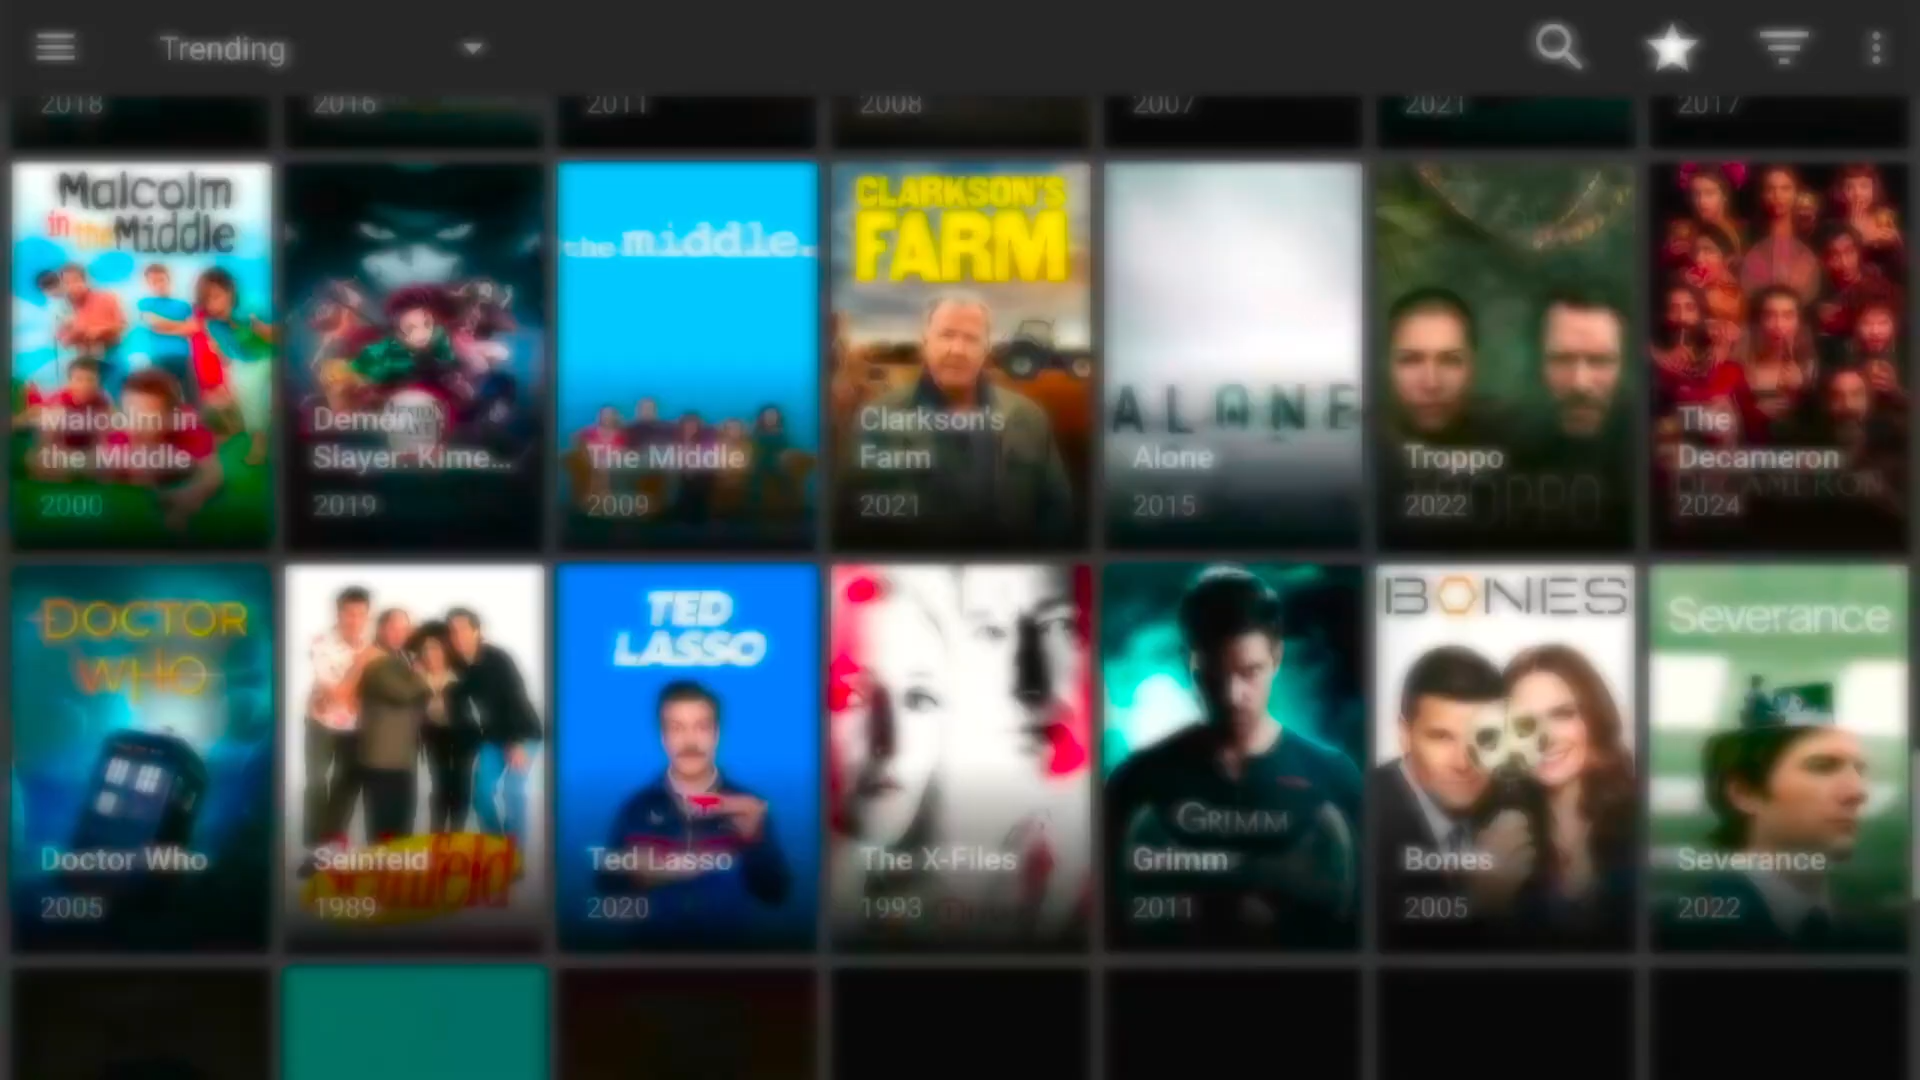 Trending
2018 2016 2011 2008 2007 2021 2017
Malcolm
in the Middle
the middle.
CLARKSON'S
FARM
ALONE
Malcolm in
the Middle
2000
Demon
Slayer: Kime...
2019
The Middle
2009
Clarkson's
Farm
2021
Alone
2015
TROPPO
Troppo
2022
The
Decameron
DECAMERON
2024
DOCTOR
WHO
Doctor Who
2005
Seinfeld
Seinfeld
1989
TED
LASSO
Ted Lasso
2020
The X-Files
1993
GRIMM
Grimm
2011
BONES
Bones
2005
Severance
Severance
2022